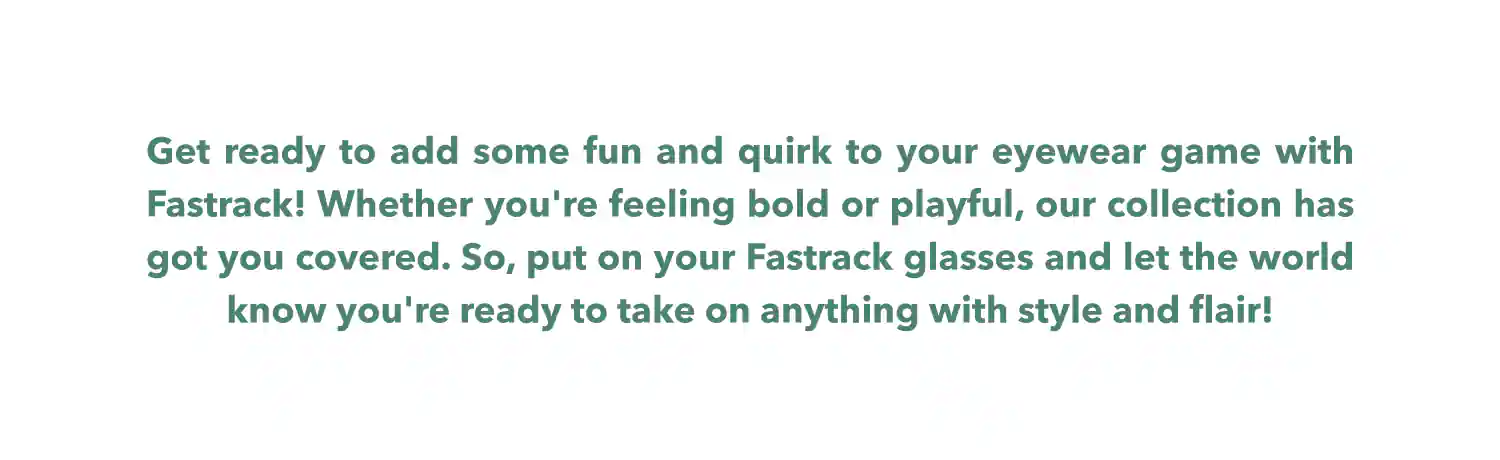 Get ready to add some fun and quirk to your eyewear game with
Fastrack! Whether you're feeling bold or playful, our collection has
got you covered. So, put on your Fastrack glasses and let the world
know you're ready to take on anything with style and flair!